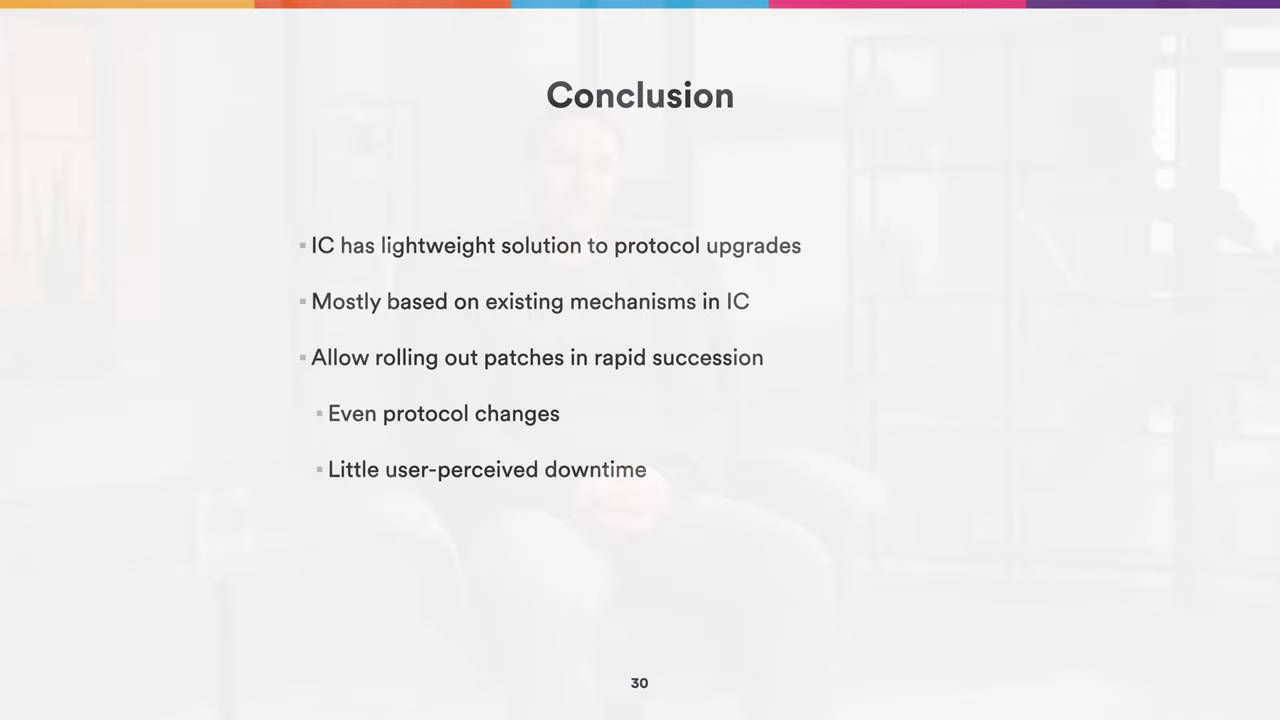 Conclusion
▪ IC has lightweight solution to protocol upgrades
▪ Mostly based on existing mechanisms in IC
▪ Allow rolling out patches in rapid succession
▪ Even protocol changes
▪ Little user-perceived downtime
30